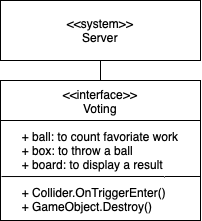 <<system>>
Server
<<interface>>
Voting
+ ball: to count favoriate work
+ box: to throw a ball
+ board: to display a result
+ Collider.OnTriggerEnter()
+ GameObject.Destroy()